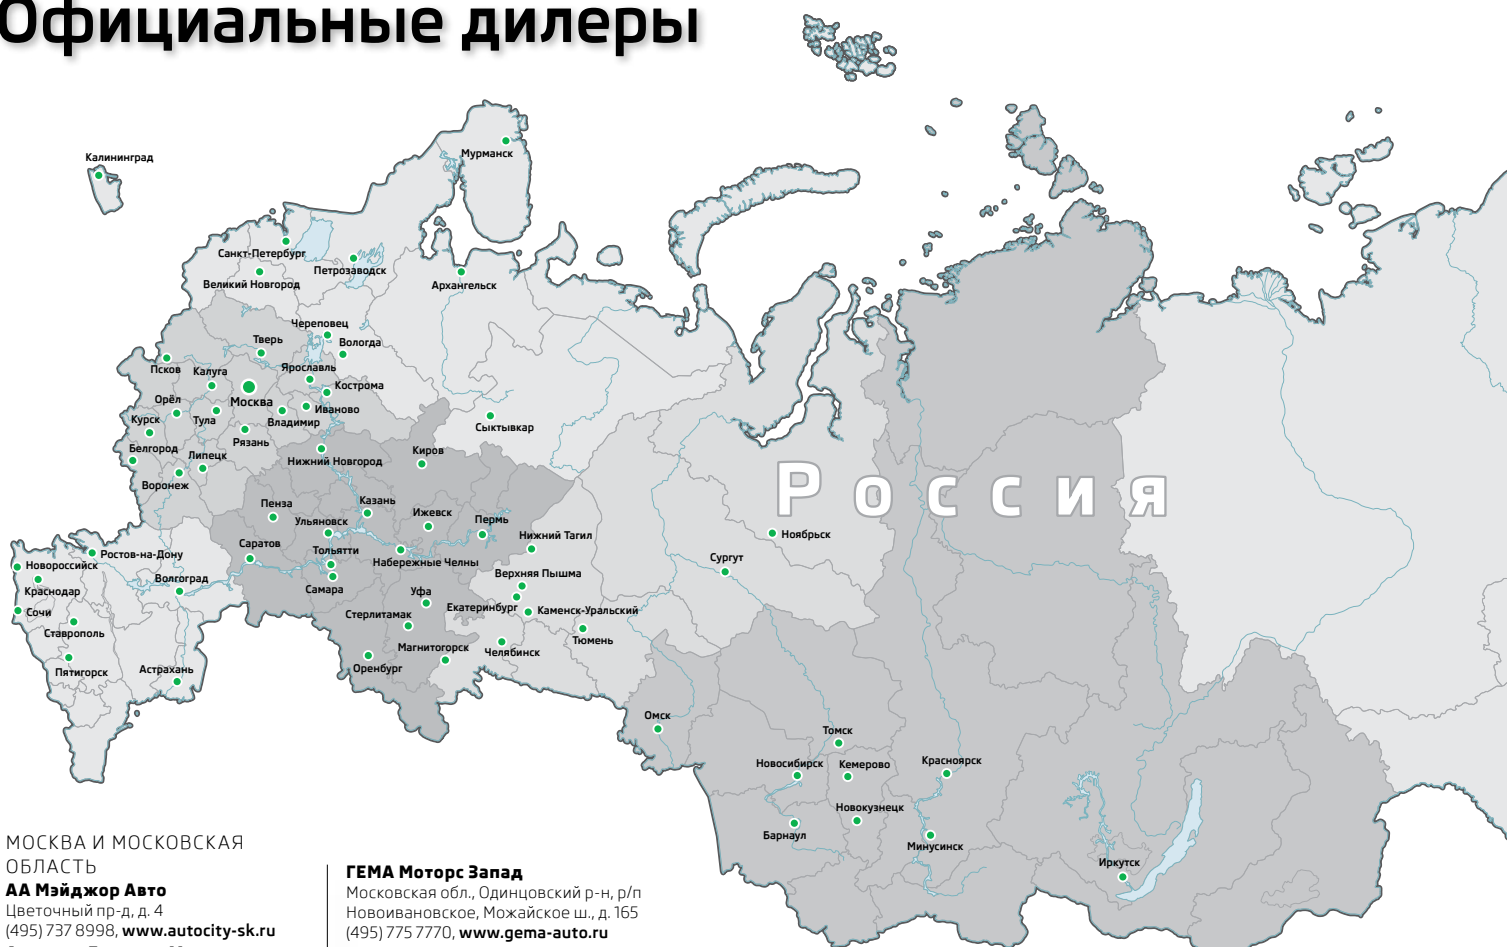 Официальные дилеры
Калининград
Мурманск
Санкт-Петербург
Петрозаводск
Великий Новгород
Архангельск
Череповец
Вологда
Тверь
Псков
Калуга
Ярославль
Кострома
Орёл
Москва
Иваново
Курск
Тула
Владимир
Сыктывкар
Рязань
Белгород
Липецк
Нижний Новгород
Киров
Воронеж
Россия
Пенза
Казань
Ульяновск
Ижевск
Пермь
Нижний Тагил
Ноябрьск
Саратов
Тольятти
Набережные Челны
Сургут
Ростов-на-Дону
Новороссийск
Волгоград
Верхняя Пышма
Краснодар
Самара
Уфа
Екатеринбург
Каменск-Уральский
Сочи
Стерлитамак
Ставрополь
Тюмень
Магнитогорск
Челябинск
Пятигорск
Астрахань
Оренбург
Омск
Томск
Новосибирск
Кемерово
Красноярск
Новокузнецк
Барнаул
Минусинск
Иркутск
МОСКВА И МОСКОВСКАЯ
ОБЛАСТЬ
АА Мэйджор Авто
Цветочный пр-д, д. 4
(495) 737 8998, www.autocity-sk.ru
ГЕМА Моторс Запад
Московская обл., Одинцовский р-н, р/п
Новоивановское, Можайское ш., д. 165
(495) 775 7770, www.gema-auto.ru